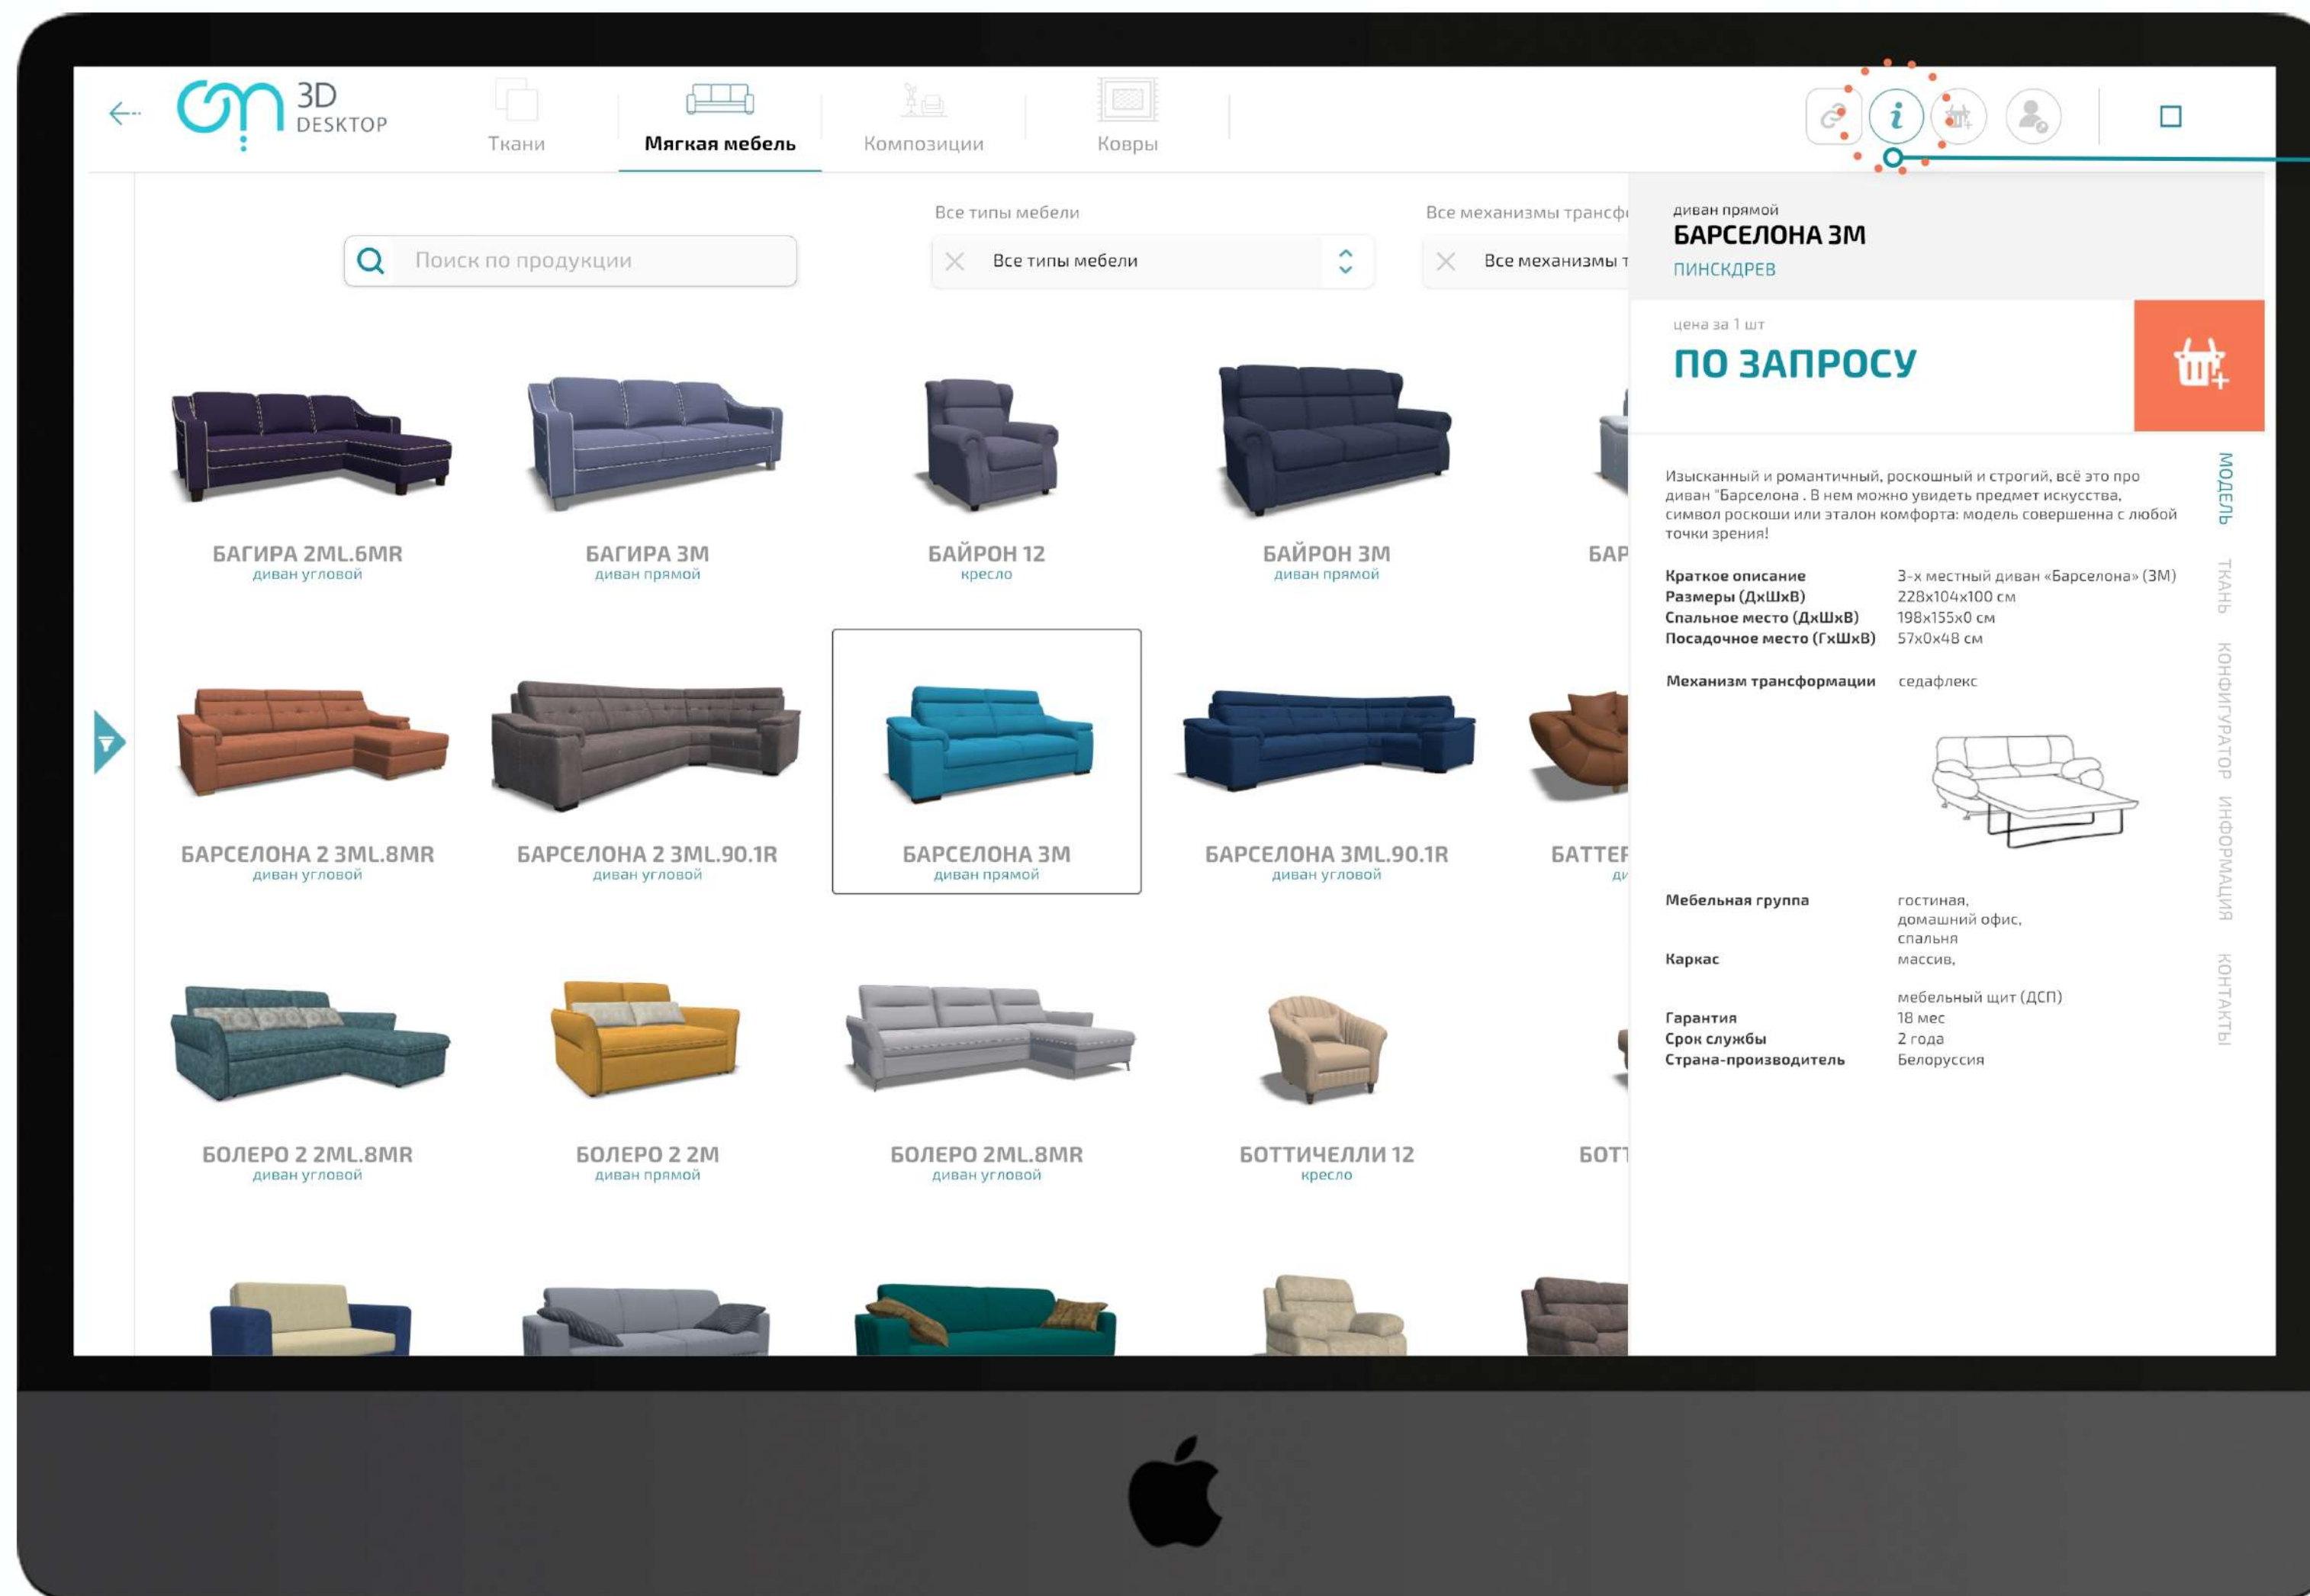 3D
DESKTOP
Ткани
Мягкая мебель
Композиции
Ковры
Все типы мебели
Все механизмы трансф
Поиск по продукции
Все типы мебели
Все механизмы т
БАГИРА 2ML.6MR
диван угловой
БАГИРА 3М
диван прямой
БАЙРОН 12
кресло
БАЙРОН 3М
диван прямой
БАР
БАРСЕЛОНА 2 3ML.8MR
диван угловой
БАРСЕЛОНА 2 3ML.90.1R
диван угловой
БАРСЕЛОНА 3М
диван прямой
БАРСЕЛОНА 3ML.90.1R
диван угловой
БАТТЕР
ди
БОЛЕРО 2 2ML.8MR
диван угловой
БОЛЕРО 2 2М
диван прямой
БОЛЕРО 2ML.8MR
диван угловой
БОТТИЧЕЛЛИ 12
кресло
БОТТ
диван прямой
БАРСЕЛОНА 3М
ПИНСКДРЕВ
цена за 1 шт
ПО ЗАПРОСУ
Изысканный и романтичный, роскошный и строгий, всё это про
диван "Барселона . В нем можно увидеть предмет искусства,
символ роскоши или эталон комфорта: модель совершенна с любой
точки зрения!
Краткое описание 3-х местный диван «Барселона» (3М)
Размеры (ДхШхВ) 228х104х100 см
Спальное место (ДхШхВ) 198х155х0 см
Посадочное место (ГхШхВ) 57х0х48 см
Механизм трансформации седафлекс
Мебельная группа гостиная,
домашний офис,
спальня
Каркас массив,
мебельный щит (ДСП)
Гарантия 18 мес
Срок службы 2 года
Страна-производитель Белоруссия
МОДЕЛЬ
ТКАНЬ
КОНФИГУРАТОР
ИНФОРМАЦИЯ
КОНТАКТЫ